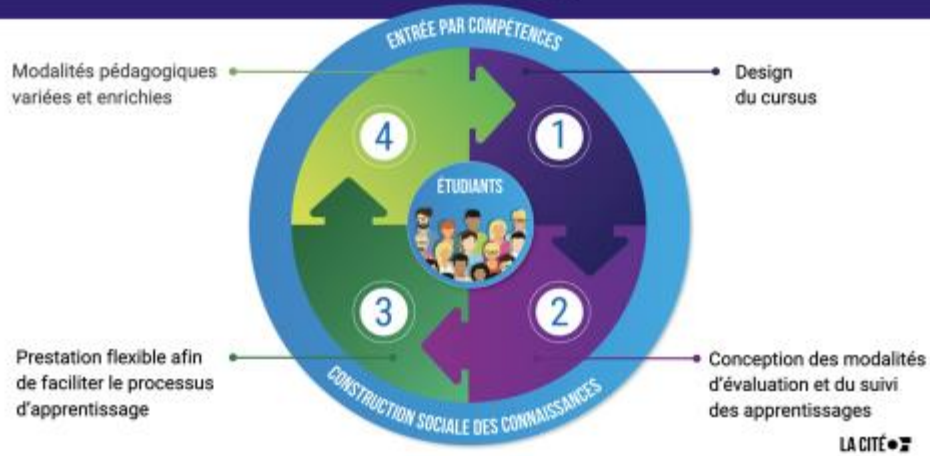 ENTRÉE PAR COMPÉTENCES
Modalités pédagogiques
variées et enrichies
Design
du cursus
4
1
ÉTUDIANTS
3
2
Prestation flexible afin
de faciliter le processus
d'apprentissage
Conception des modalités
d'évaluation et du suivi
des apprentissages
CONSTRUCTION SOCIALE DES CONNAISSANCES
LA CITÉ